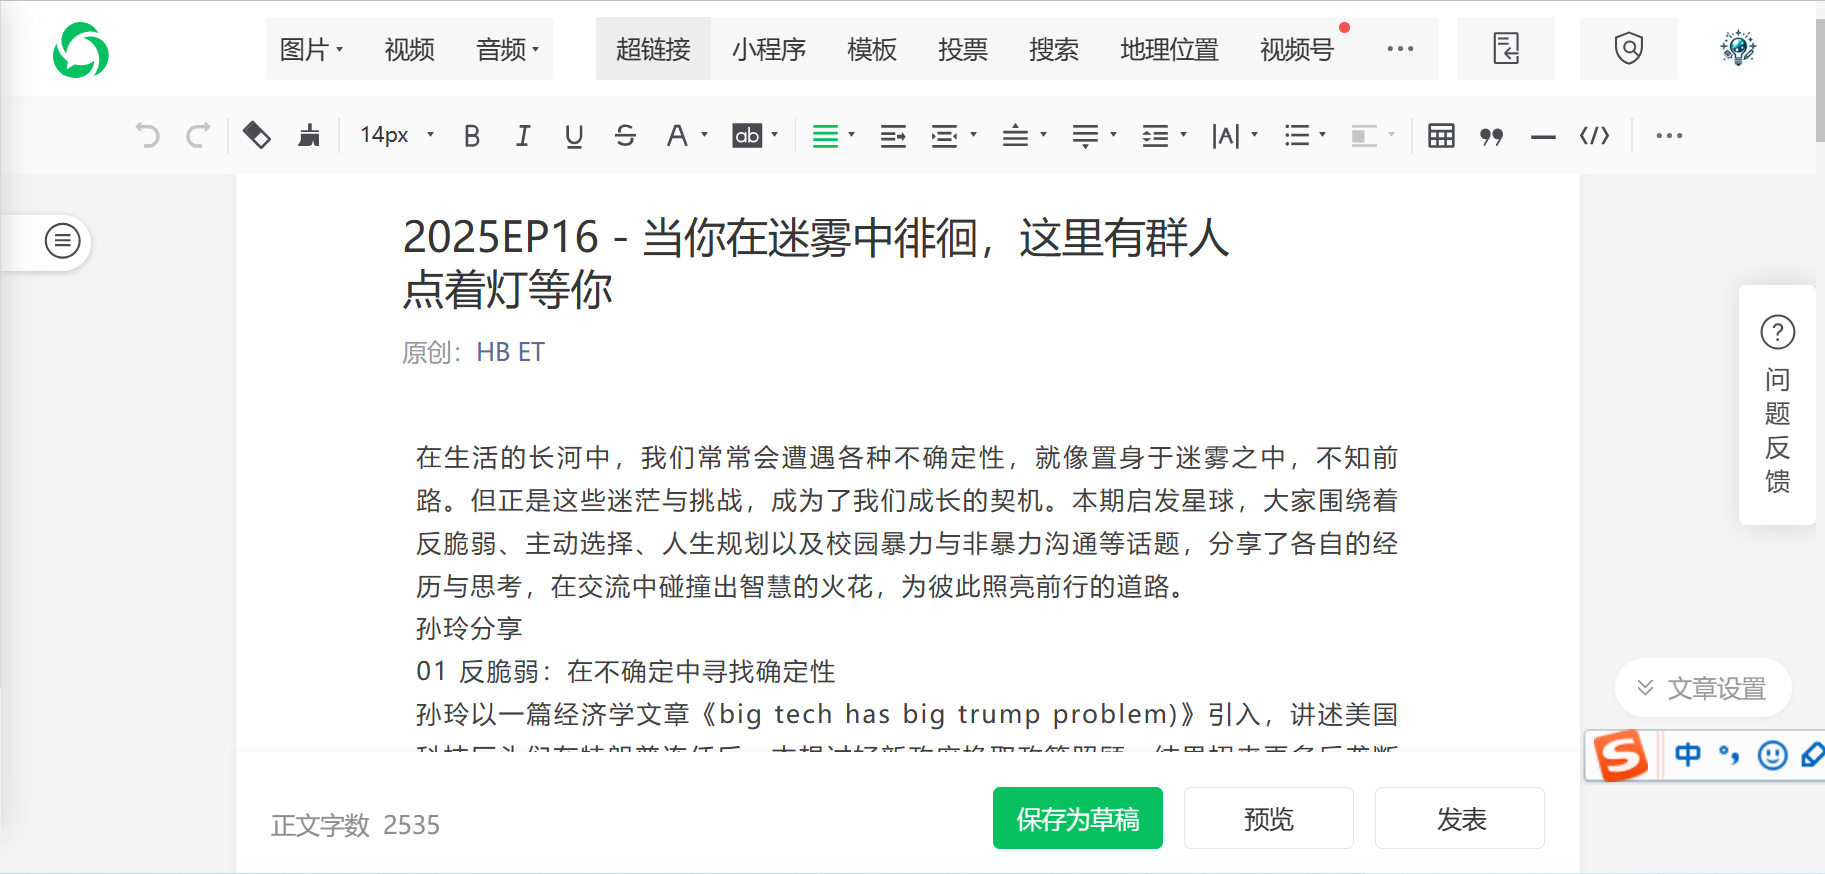 图片 视频 音频 超链接 小程序 模板 投票 搜索 地理位置 视频号
14px B I U S A ab A
2025EP16 - 当你在迷雾中徘徊，这里有群人
点着灯等你
原创：HB ET
在生活的长河中，我们常常会遭遇各种不确定性，就像置身于迷雾之中，不知前
路。但正是这些迷茫与挑战，成为了我们成长的契机。本期启发星球，大家围绕着
反脆弱、主动选择、人生规划以及校园暴力与非暴力沟通等话题，分享了各自的经
历与思考，在交流中碰撞出智慧的火花，为彼此照亮前行的道路。
孙玲分享
01 反脆弱：在不确定中寻找确定性
孙玲以一篇经济学文章《big tech has big trump problem)》引入，讲述美国
问题反馈
文章设置
S 中
正文字数 2535
保存为草稿 预览 发表